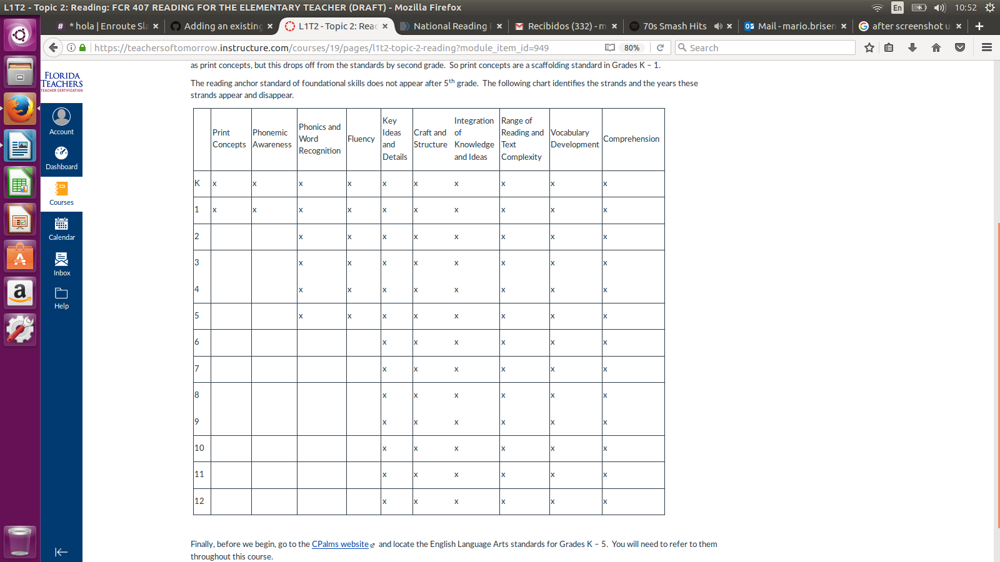 L1T2 - Topic 2: Reading: FCR 407 READING FOR THE ELEMENTARY TEACHER (DRAFT) - Mozilla Firefox
En
10:52
# * hola | Enroute Sla
Adding an existing
L1T2 - Topic 2: Reac
National Reading
Recibidos (332) - m
70s Smash Hits
Mail - mario.brisen
after screenshot u
https://teachersoftomorrow.instructure.com/courses/19/pages/l1t2-topic-2-reading?module_item_id=949
80%
Search
FLORIDA
TEACHERS
TEACHER CERTIFICATION
Account
Dashboard
Courses
Calendar
Inbox
Help
as print concepts, but this drops off from the standards by second grade. So print concepts are a scaffolding standard in Grades K – 1.
The reading anchor standard of foundational skills does not appear after 5th grade. The following chart identifies the strands and the years these
strands appear and disappear.
Print Concepts
Phonemic Awareness
Phonics and Word Recognition
Fluency
Key Ideas and Details
Craft and Structure
Integration of Knowledge and Ideas
Range of Reading and Text Complexity
Vocabulary Development
Comprehension
K x x x x x x x x x x
1 x x x x x x x x x x
2 x x x x x x x x
3 x x x x x x x x
4 x x x x x x x x
5 x x x x x x x x
6 x x x x x x
7 x x x x x x
8 x x x x x x
9 x x x x x x
10 x x x x x x
11 x x x x x x
12 x x x x x x
Finally, before we begin, go to the CPalms website and locate the English Language Arts standards for Grades K – 5. You will need to refer to them
throughout this course.